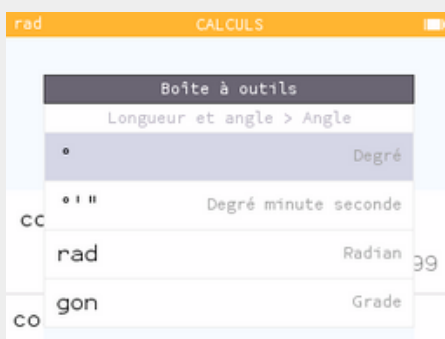 rad CALCULS
Boîte à outils
Longueur et angle > Angle
° Degré
° ' " Degré minute seconde
co
rad Radian
99
gon Grade
co